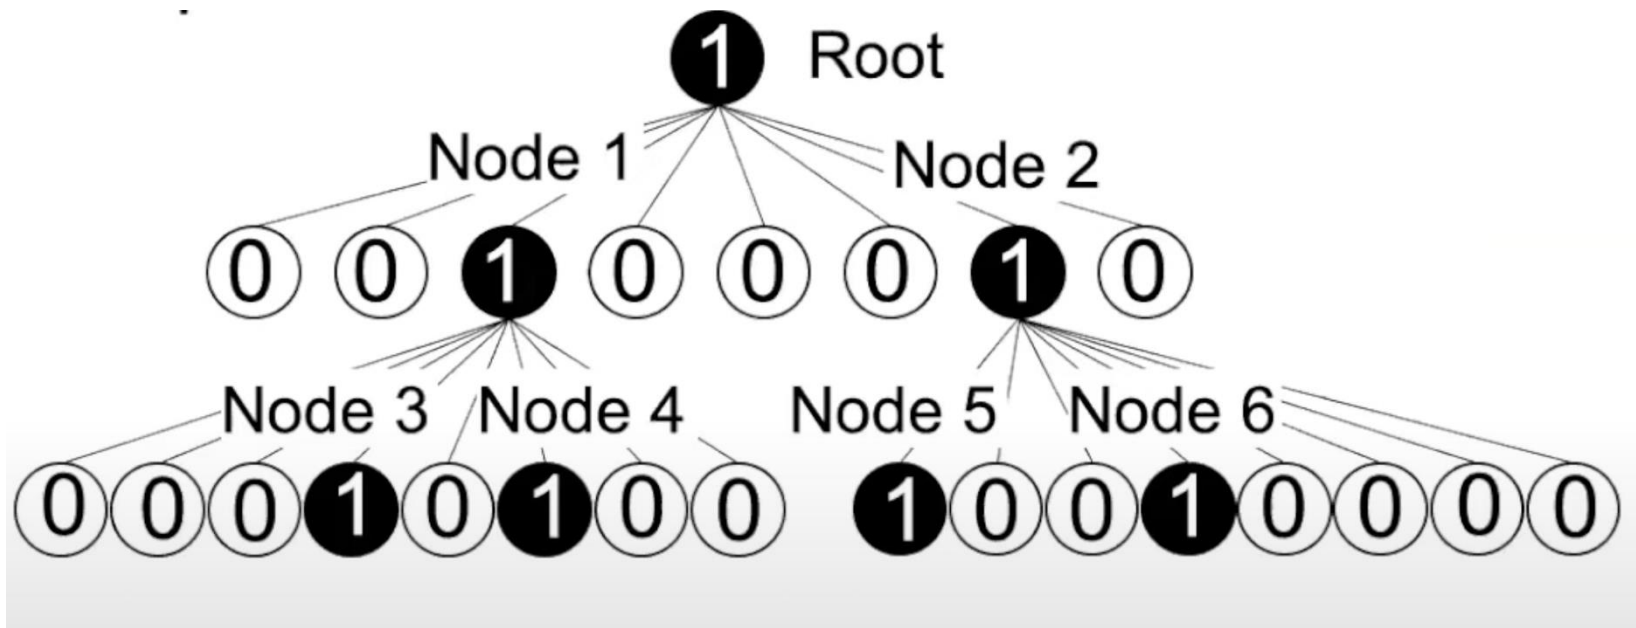 1 Root
Node 1 Node 2
0 0 1 0 0 0 1 0
Node 3 Node 4 Node 5 Node 6
0 0 0 1 0 1 0 0 1 0 0 1 0 0 0 0